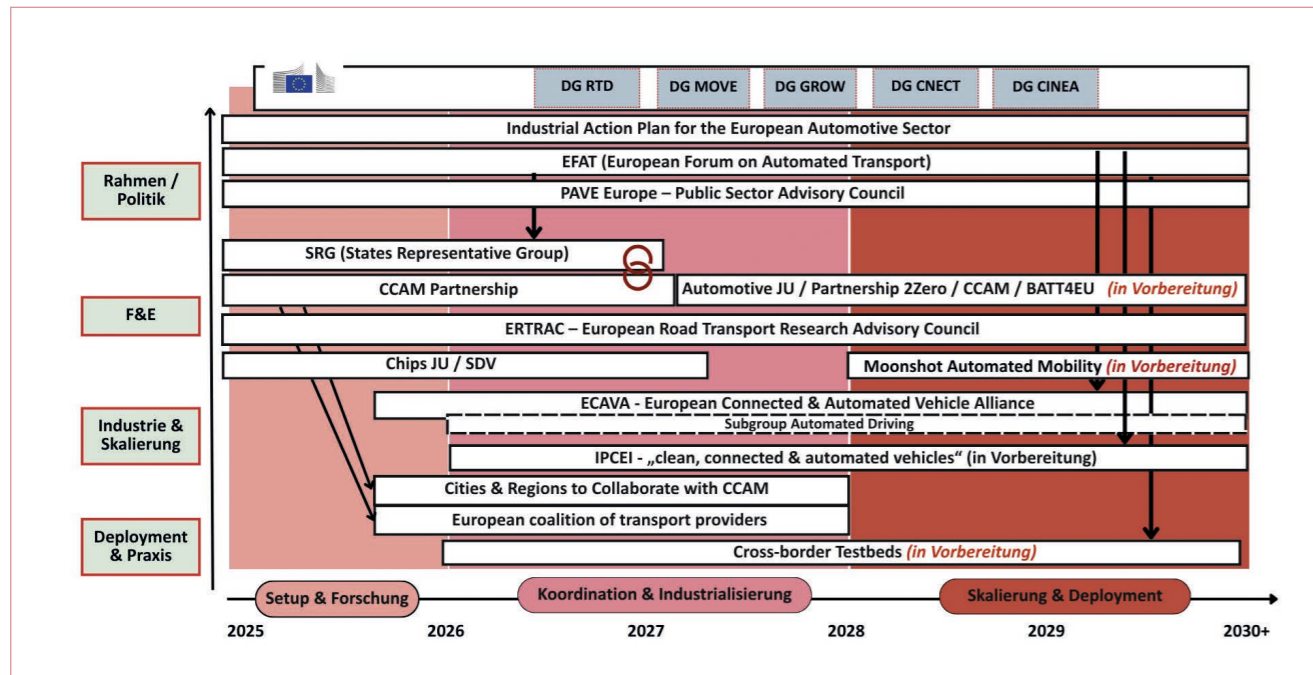 DG RTD
DG MOVE
DG GROW
DG CNECT
DG CINEA
Industrial Action Plan for the European Automotive Sector
EFAT (European Forum on Automated Transport)
Rahmen /
Politik
PAVE Europe – Public Sector Advisory Council
SRG (States Representative Group)
CCAM Partnership
Automotive JU / Partnership 2Zero / CCAM / BATT4EU (in Vorbereitung)
F&E
ERTRAC – European Road Transport Research Advisory Council
Chips JU / SDV
Moonshot Automated Mobility (in Vorbereitung)
ECAVA - European Connected & Automated Vehicle Alliance
Industrie &
Skalierung
Subgroup Automated Driving
IPCEI - „clean, connected & automated vehicles“ (in Vorbereitung)
Cities & Regions to Collaborate with CCAM
European coalition of transport providers
Deployment
& Praxis
Cross-border Testbeds (in Vorbereitung)
Setup & Forschung
Koordination & Industrialisierung
Skalierung & Deployment
2025
2026
2027
2028
2029
2030+